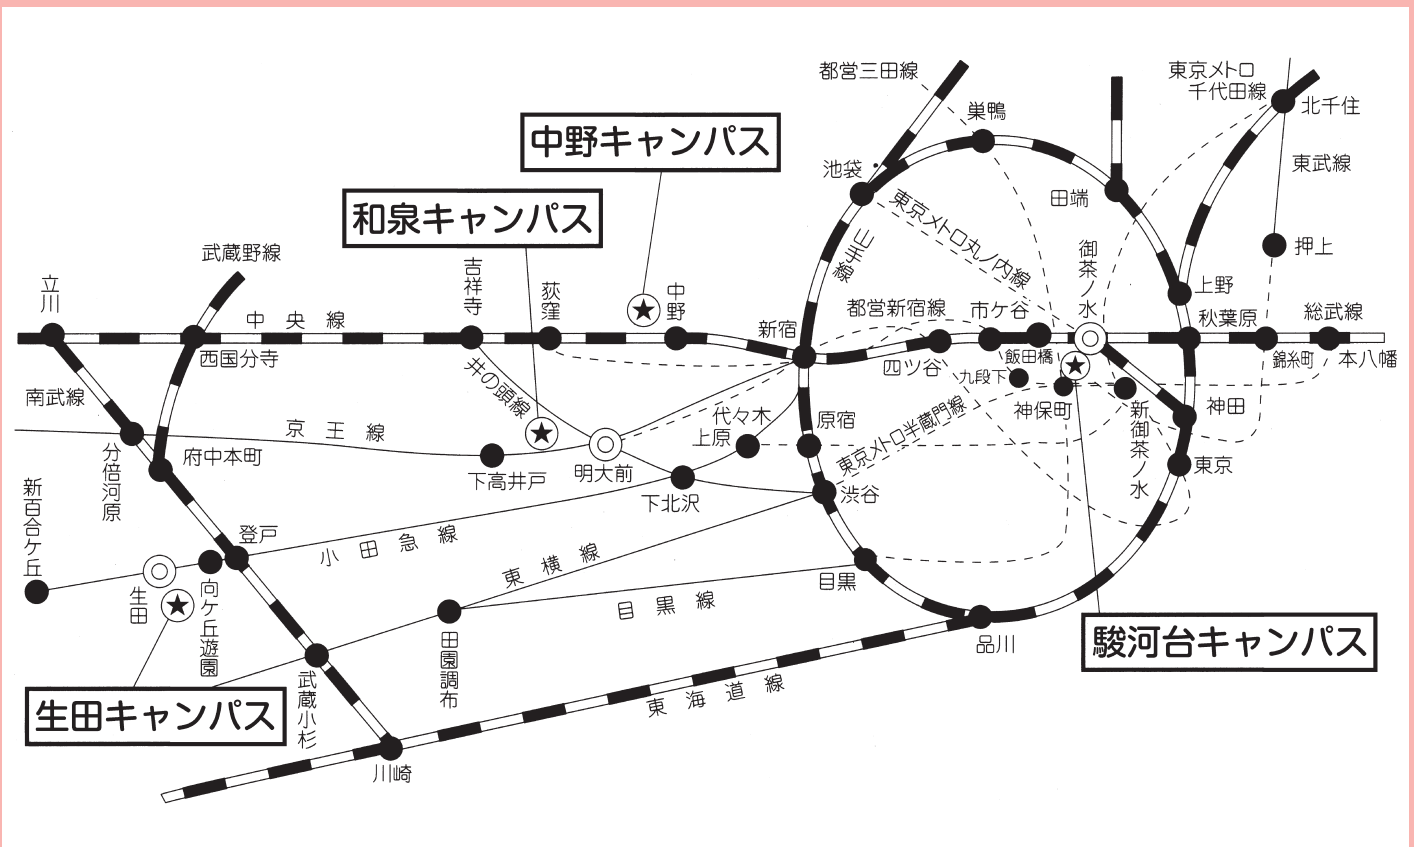 都営三田線
東京メトロ
千代田線
北千住
巣鴨
中野キャンパス
東武線
池袋
田端
東京メトロ丸ノ内線
和泉キャンパス
山手線
御茶ノ水
押上
武蔵野線
立川
吉祥寺
荻窪
中野
上野
都営新宿線
市ケ谷
総武線
中央線
新宿
秋葉原
西国分寺
四ツ谷
飯田橋
錦糸町
本八幡
井の頭線
九段下
南武線
代々木
上原
原宿
東京メトロ半蔵門線
神保町
新御茶ノ水
神田
京王線
分倍河原
府中本町
下高井戸
明大前
下北沢
渋谷
東京
新百合ケ丘
登戸
小田急線
東横線
目黒
生田
向ケ丘遊園
目黒線
田園調布
品川
駿河台キャンパス
生田キャンパス
武蔵小杉
東海道線
川崎